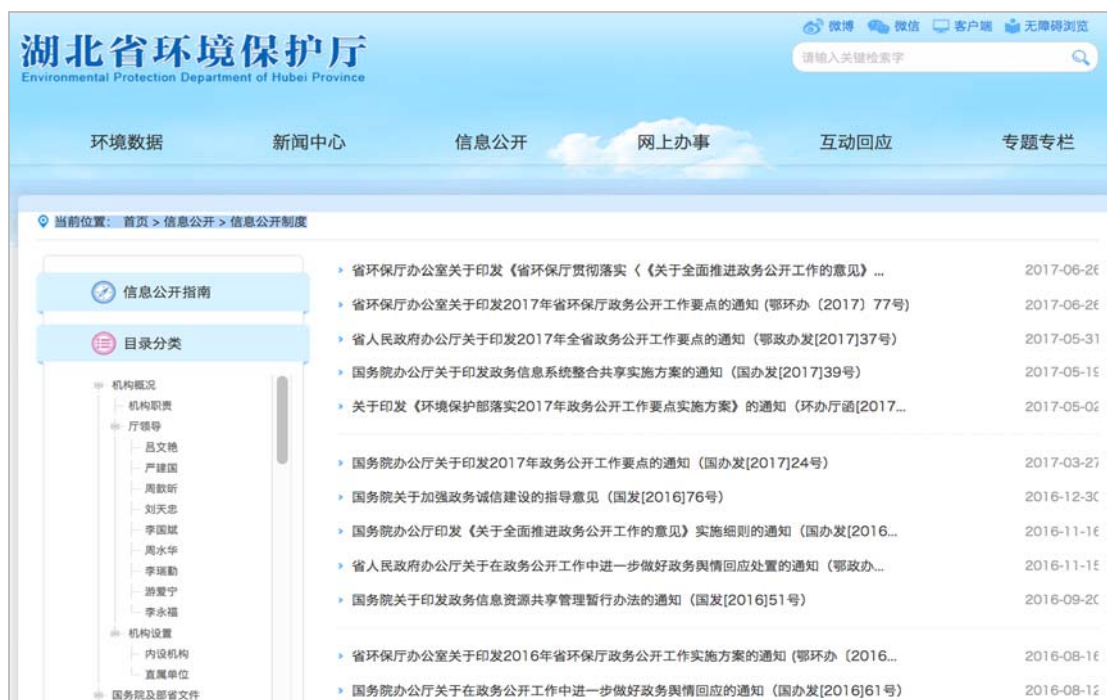 微博 微信 客户端 无障碍浏览
湖北省环境保护厅
Environmental Protection Department of Hubei Province
请输入关键检索字
环境数据 新闻中心 信息公开 网上办事 互动回应 专题专栏
当前位置: 首页 > 信息公开 > 信息公开制度
信息公开指南
目录分类
机构概况
机构职责
厅领导
吕文艳
严建国
周歆昕
刘天忠
李国斌
周水华
李瑞勤
游爱宁
李永福
机构设置
内设机构
直属单位
国务院及部省文件
省环保厅办公室关于印发《省环保厅贯彻落实〈《关于全面推进政务公开工作的意见》... 2017-06-26
省环保厅办公室关于印发2017年省环保厅政务公开工作要点的通知 (鄂环办〔2017〕77号) 2017-06-26
省人民政府办公厅关于印发2017年全省政务公开工作要点的通知（鄂政办发[2017]37号） 2017-05-31
国务院办公厅关于印发政务信息系统整合共享实施方案的通知（国办发[2017]39号） 2017-05-19
关于印发《环境保护部落实2017年政务公开工作要点实施方案》的通知（环办厅函[2017... 2017-05-02
国务院办公厅关于印发2017年政务公开工作要点的通知（国办发[2017]24号） 2017-03-27
国务院关于加强政务诚信建设的指导意见（国发[2016]76号） 2016-12-30
国务院办公厅印发《关于全面推进政务公开工作的意见》实施细则的通知（国办发[2016... 2016-11-16
省人民政府办公厅关于在政务公开工作中进一步做好政务舆情回应处置的通知（鄂政办... 2016-11-15
国务院关于印发政务信息资源共享管理暂行办法的通知（国发[2016]51号） 2016-09-20
省环保厅办公室关于印发2016年省环保厅政务公开工作实施方案的通知 (鄂环办〔2016... 2016-08-16
国务院办公厅关于在政务公开工作中进一步做好政务舆情回应的通知（国办发[2016]61号） 2016-08-12